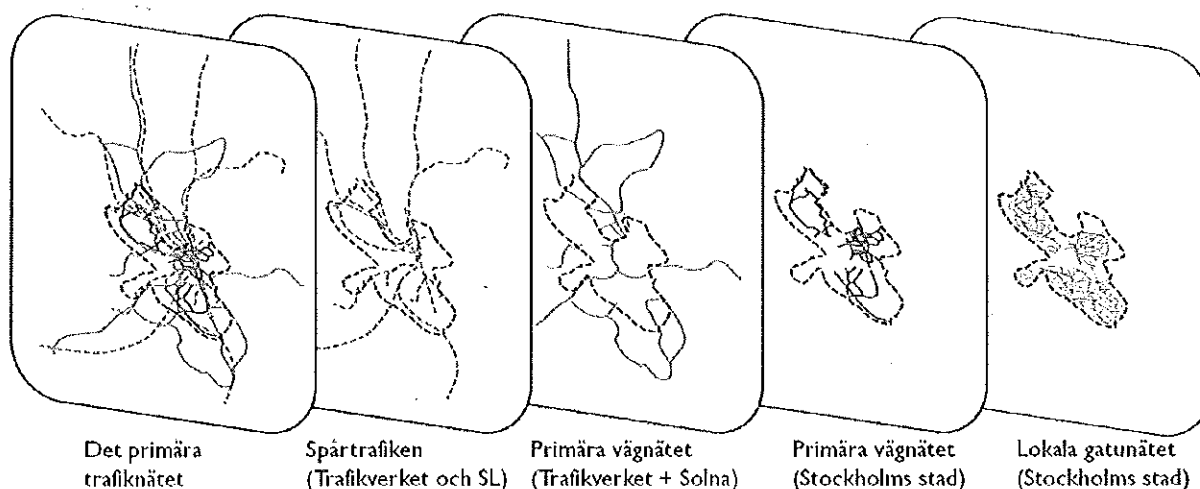 Det primära
trafiknätet
Spårtrafiken
(Trafikverket och SL)
Primära vägnätet
(Trafikverket + Solna)
Primära vägnätet
(Stockholms stad)
Lokala gatunätet
(Stockholms stad)